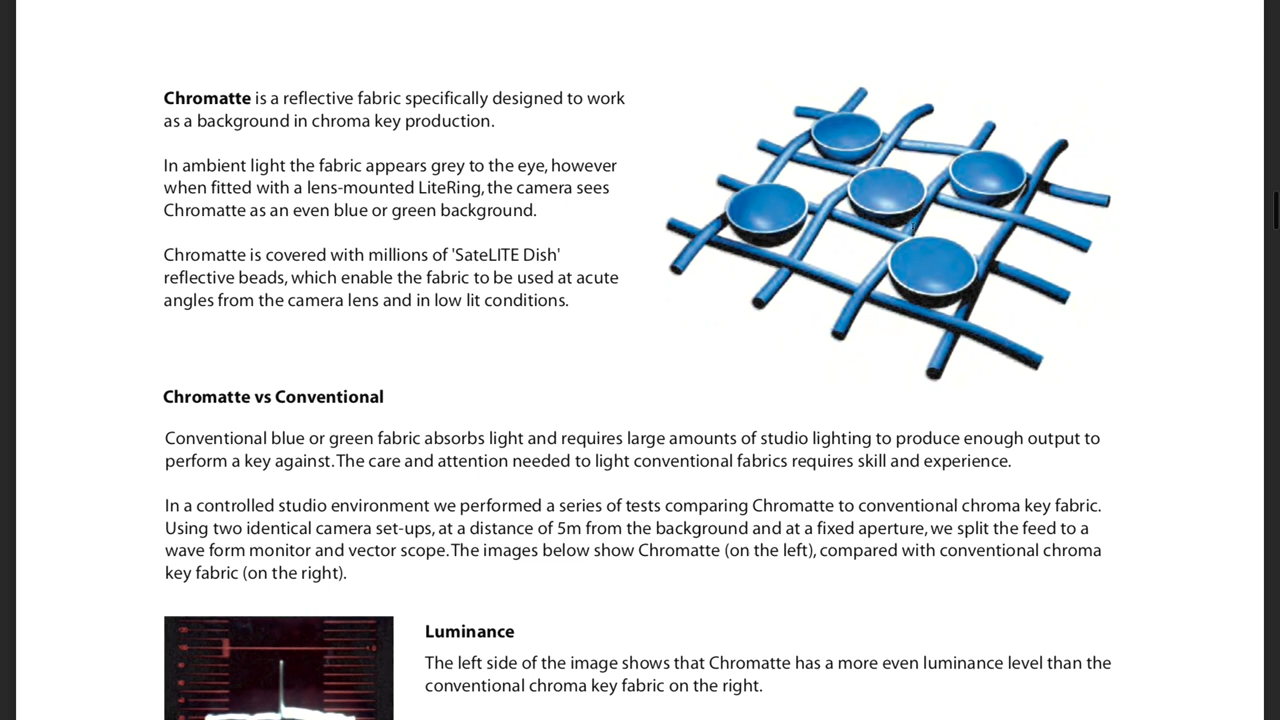 Chromatte is a reflective fabric specifically designed to work
as a background in chroma key production.
In ambient light the fabric appears grey to the eye, however
when fitted with a lens-mounted LiteRing, the camera sees
Chromatte as an even blue or green background.
Chromatte is covered with millions of 'SateLITE Dish'
reflective beads, which enable the fabric to be used at acute
angles from the camera lens and in low lit conditions.
Chromatte vs Conventional
Conventional blue or green fabric absorbs light and requires large amounts of studio lighting to produce enough output to
perform a key against. The care and attention needed to light conventional fabrics requires skill and experience.
In a controlled studio environment we performed a series of tests comparing Chromatte to conventional chroma key fabric.
Using two identical camera set-ups, at a distance of 5m from the background and at a fixed aperture, we split the feed to a
wave form monitor and vector scope. The images below show Chromatte (on the left), compared with conventional chroma
key fabric (on the right).
Luminance
The left side of the image shows that Chromatte has a more even luminance level than the
conventional chroma key fabric on the right.